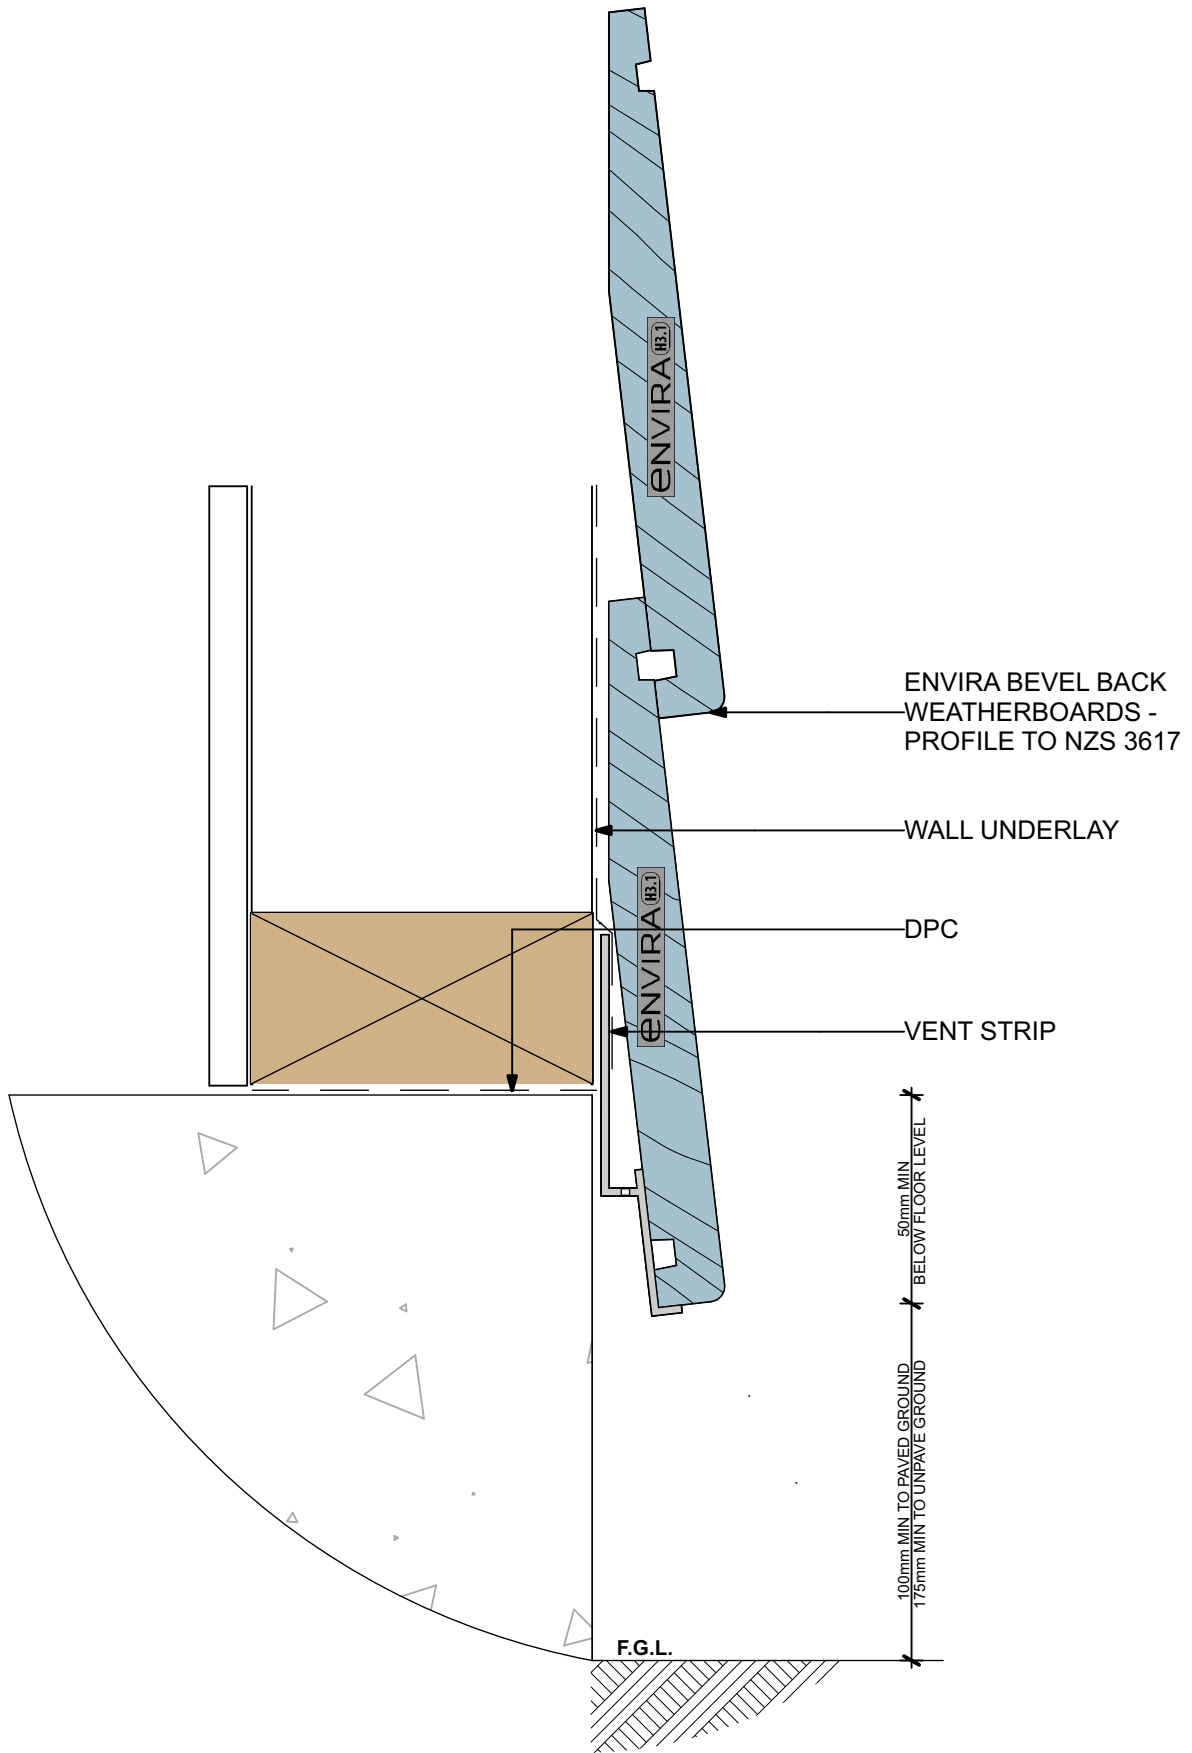 eNVIRA H3.1
ENVIRA BEVEL BACK
WEATHERBOARDS -
PROFILE TO NZS 3617
WALL UNDERLAY
eNVIRA H3.1
DPC
VENT STRIP
50mm MIN
BELOW FLOOR LEVEL
100mm MIN TO PAVED GROUND
175mm MIN TO UNPAVE GROUND
F.G.L.